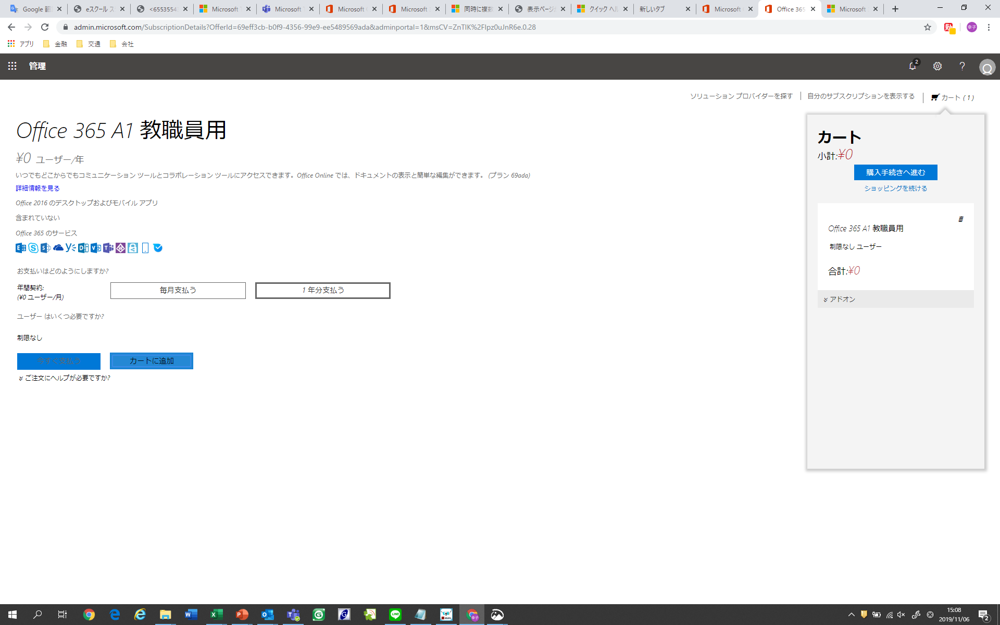 Google 翻
eスクール ス
<6553554
Microsoft
Microsoft
Microsoft
Microsoft
同時に複数
表示ページが
クイック ヘル
新しいタブ
Microsoft
Office 365
Microsoft
admin.microsoft.com/SubscriptionDetails?OfferId=69eff3cb-b0f9-4356-99e9-ee5489569ada&adminportal=1&msCV=ZnTIK%2FIpz0uJnR6e.0.28
幸子
アプリ 金融 交通 会社
管理
2
ソリューション プロバイダーを探す
自分のサブスクリプションを表示する
カート ( 1 )
Office 365 A1 教職員用
¥0 ユーザー/年
いつでもどこからでもコミュニケーション ツールとコラボレーション ツールにアクセスできます。Office Online では、ドキュメントの表示と簡単な編集ができます。 (プラン 69ada)
詳細情報を見る
Office 2016 のデスクトップおよびモバイル アプリ
含まれていない
Office 365 のサービス
お支払いはどのようにしますか?
年間契約:
(¥0 ユーザー/月)
毎月支払う
1 年分支払う
ユーザー はいくつ必要ですか?
制限なし
今すぐ支払う
カートに追加
ご注文にヘルプが必要ですか?
カート
小計:¥0
購入手続きへ進む
ショッピングを続ける
Office 365 A1 教職員用
制限なし ユーザー
合計:¥0
アドオン
15:08
2019/11/06
2